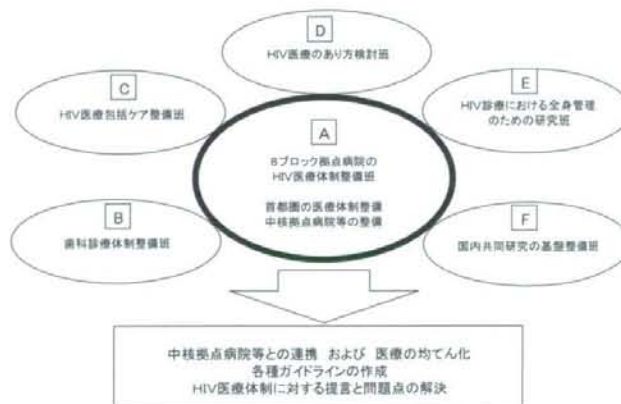 D
HIV医療のあり方検討班
C
HIV医療包括ケア整備班
E
HIV診療における全身管理
のための研究班
A
8ブロック拠点病院の
HIV医療体制整備班
首都圏の医療体制整備
中核拠点病院等の整備
B
歯科診療体制整備班
F
国内共同研究の基盤整備班
中核拠点病院等との連携 および 医療の均てん化
各種ガイドラインの作成
HIV医療体制に対する提言と問題点の解決